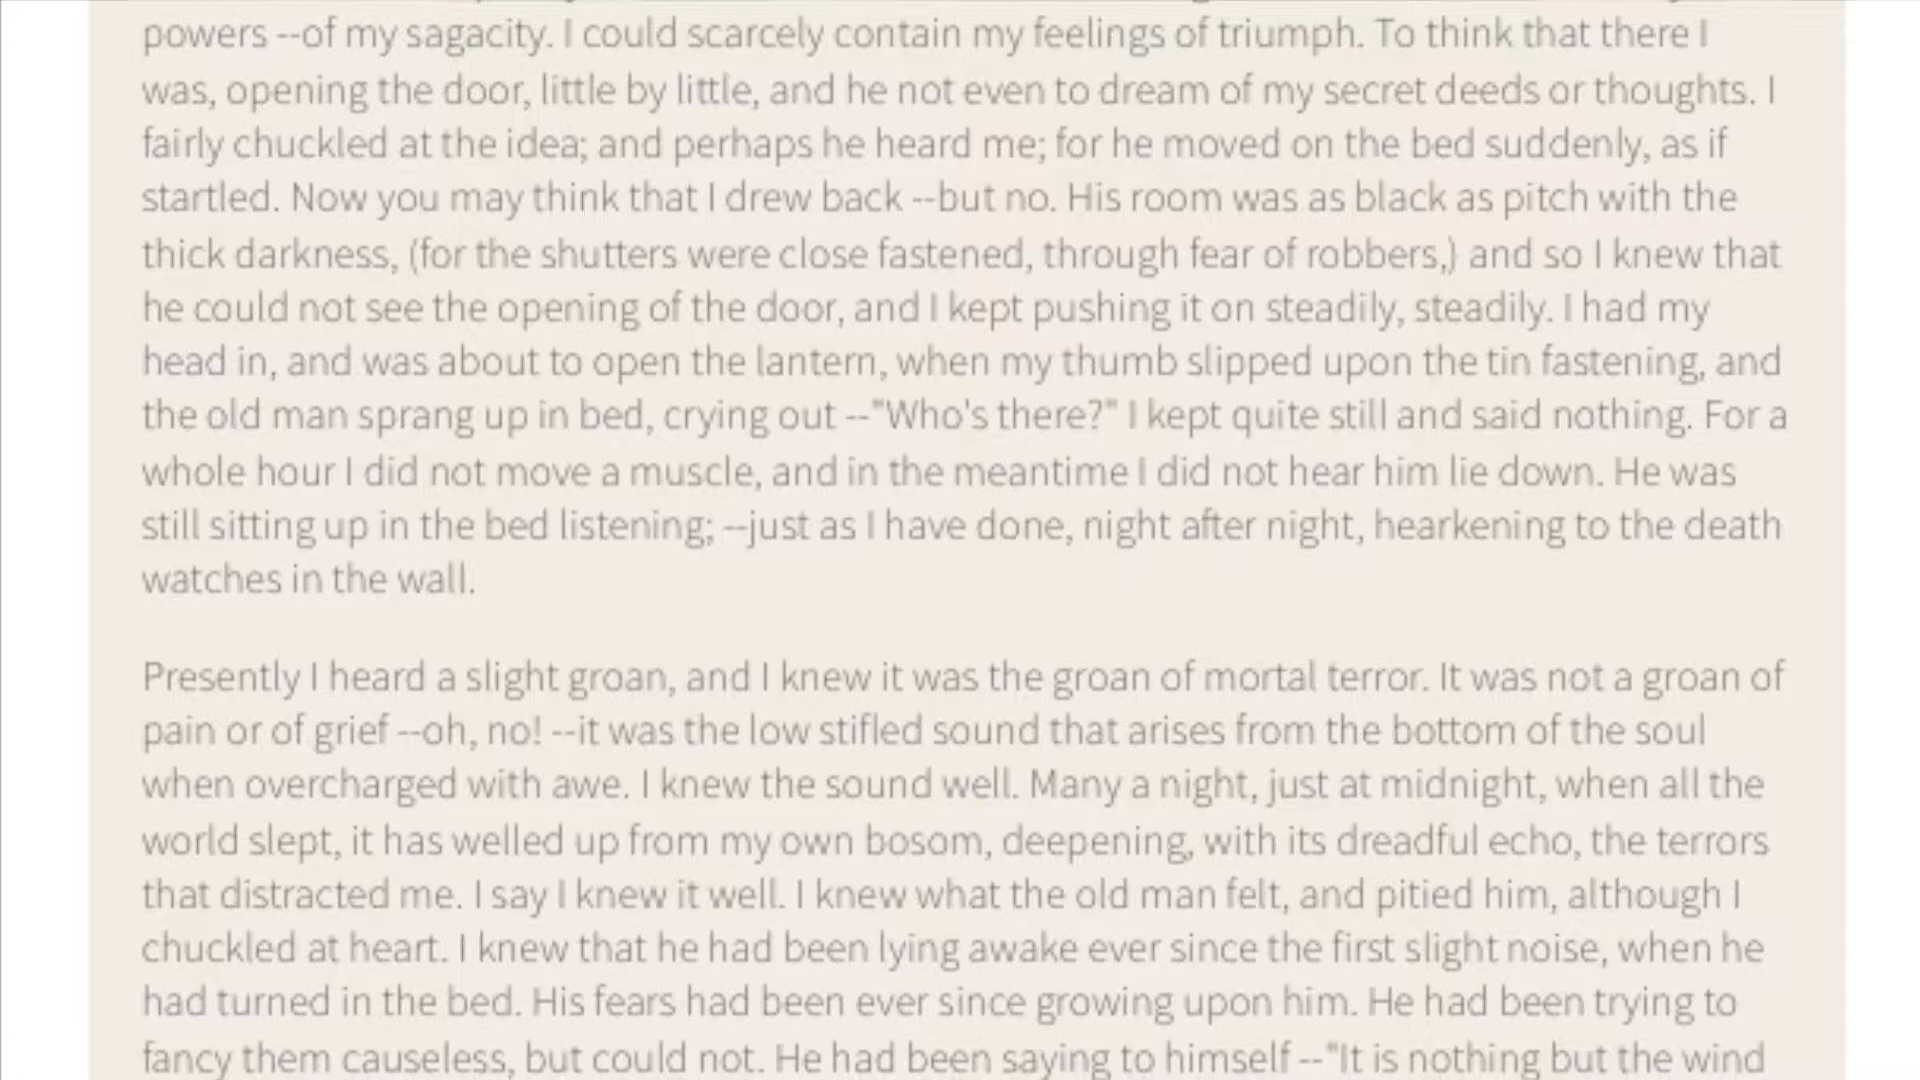 powers --of my sagacity. I could scarcely contain my feelings of triumph. To think that there I
was, opening the door, little by little, and he not even to dream of my secret deeds or thoughts. I
fairly chuckled at the idea; and perhaps he heard me; for he moved on the bed suddenly, as if
startled. Now you may think that I drew back --but no. His room was as black as pitch with the
thick darkness, (for the shutters were close fastened, through fear of robbers,) and so I knew that
he could not see the opening of the door, and I kept pushing it on steadily, steadily. I had my
head in, and was about to open the lantern, when my thumb slipped upon the tin fastening, and
the old man sprang up in bed, crying out --"Who's there?" I kept quite still and said nothing. For a
whole hour I did not move a muscle, and in the meantime I did not hear him lie down. He was
still sitting up in the bed listening; --just as I have done, night after night, hearkening to the death
watches in the wall.
Presently I heard a slight groan, and I knew it was the groan of mortal terror. It was not a groan of
pain or of grief --oh, no! --it was the low stifled sound that arises from the bottom of the soul
when overcharged with awe. I knew the sound well. Many a night, just at midnight, when all the
world slept, it has welled up from my own bosom, deepening, with its dreadful echo, the terrors
that distracted me. I say I knew it well. I knew what the old man felt, and pitied him, although I
chuckled at heart. I knew that he had been lying awake ever since the first slight noise, when he
had turned in the bed. His fears had been ever since growing upon him. He had been trying to
fancy them causeless, but could not. He had been saying to himself --"It is nothing but the wind